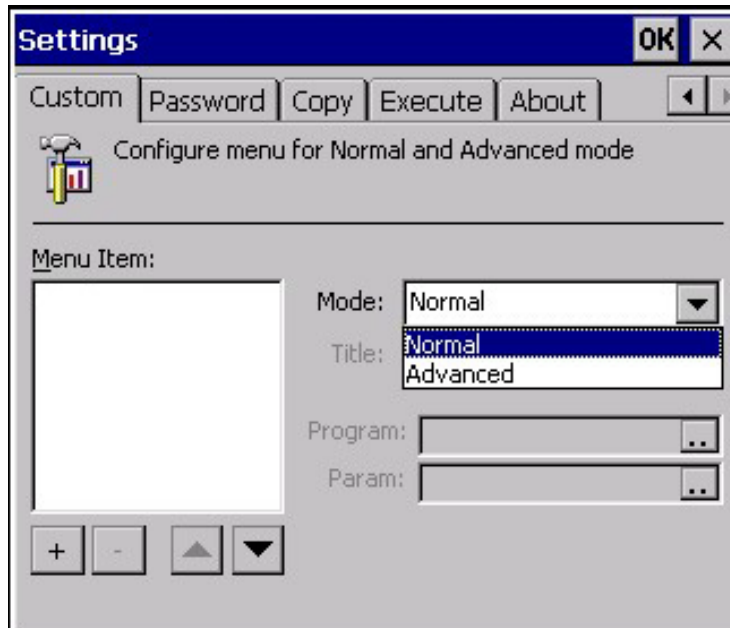 Settings OK ×
Custom Password Copy Execute About
Configure menu for Normal and Advanced mode
Menu Item:
Mode: Normal
Title: Normal
Advanced
Program: ..
Param: ..
+ -